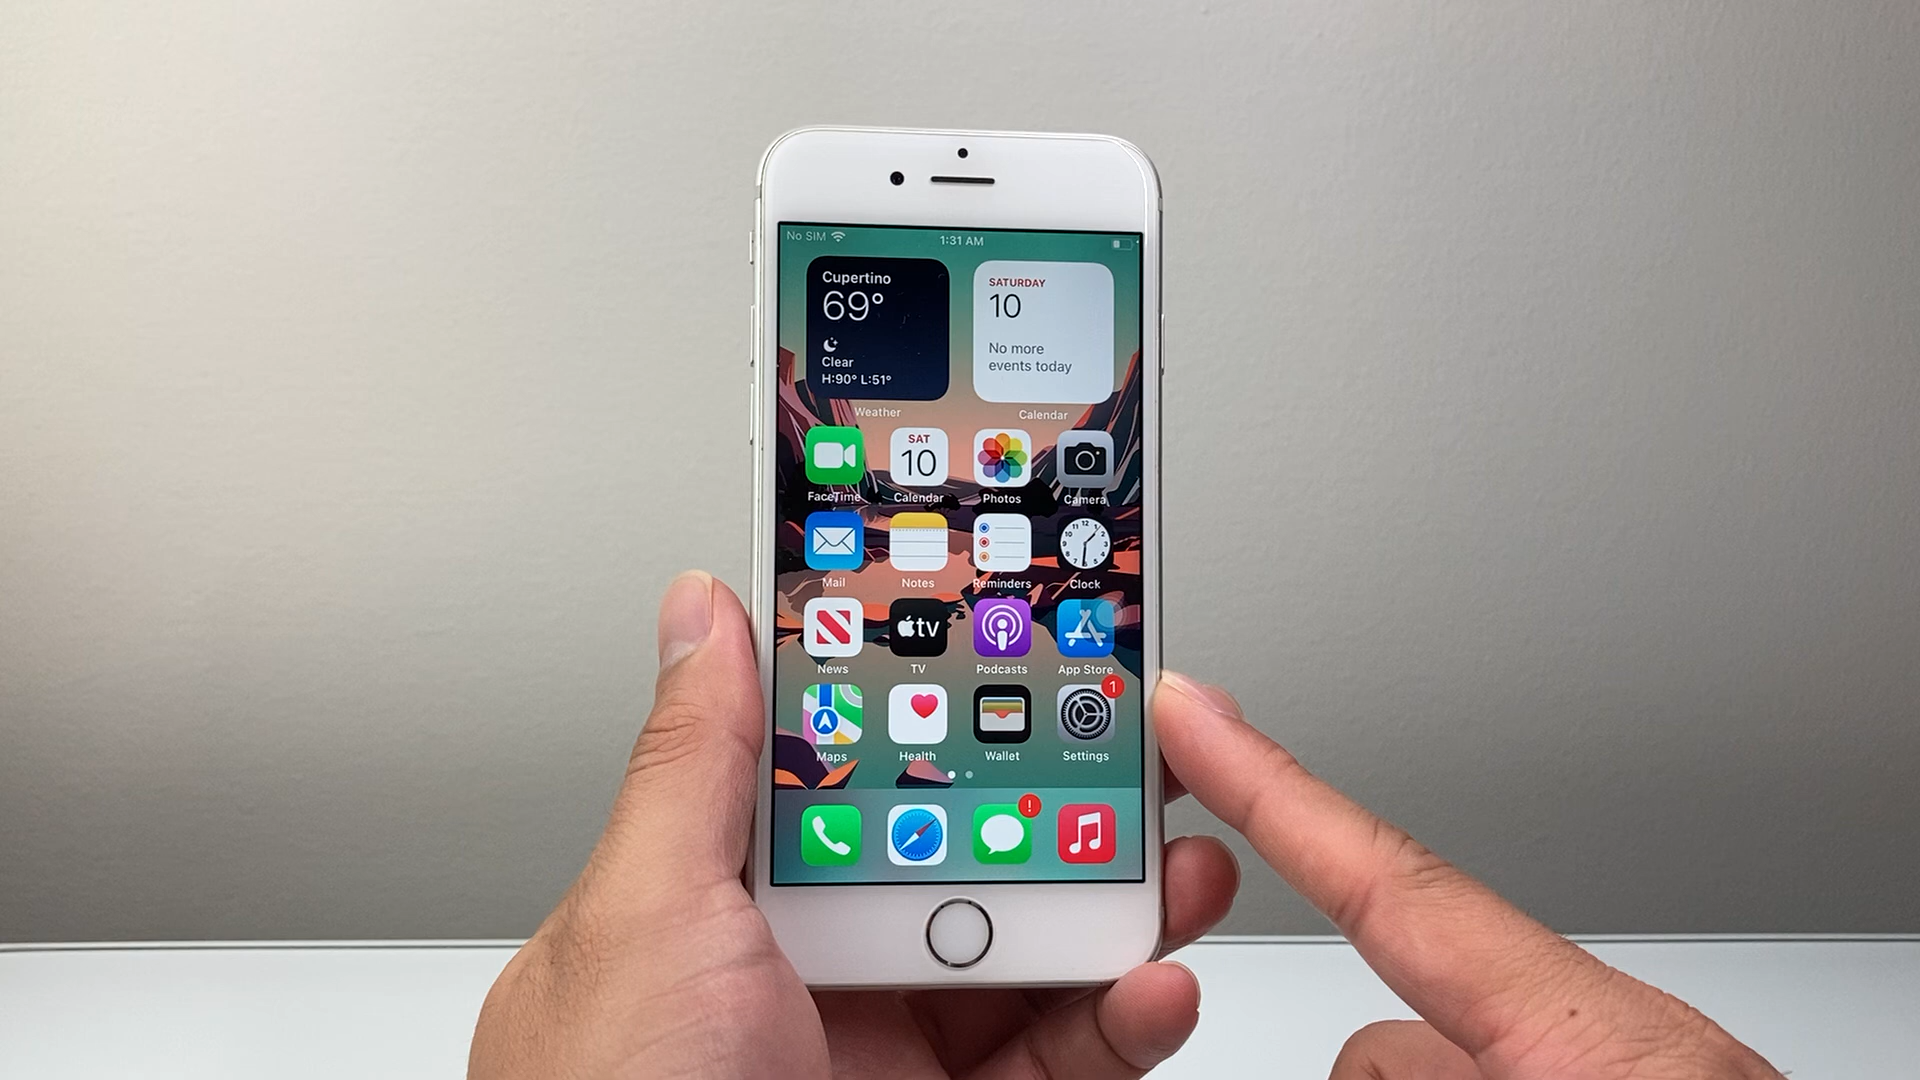 No SIM 1:31 AM
Cupertino
69°
Clear
H:90° L:51°
Weather
SATURDAY
10
No more
events today
Calendar
SAT
10
FaceTime Calendar Photos Camera
Mail Notes Reminders Clock
tv
News TV Podcasts App Store
1
Maps Health Wallet Settings
!